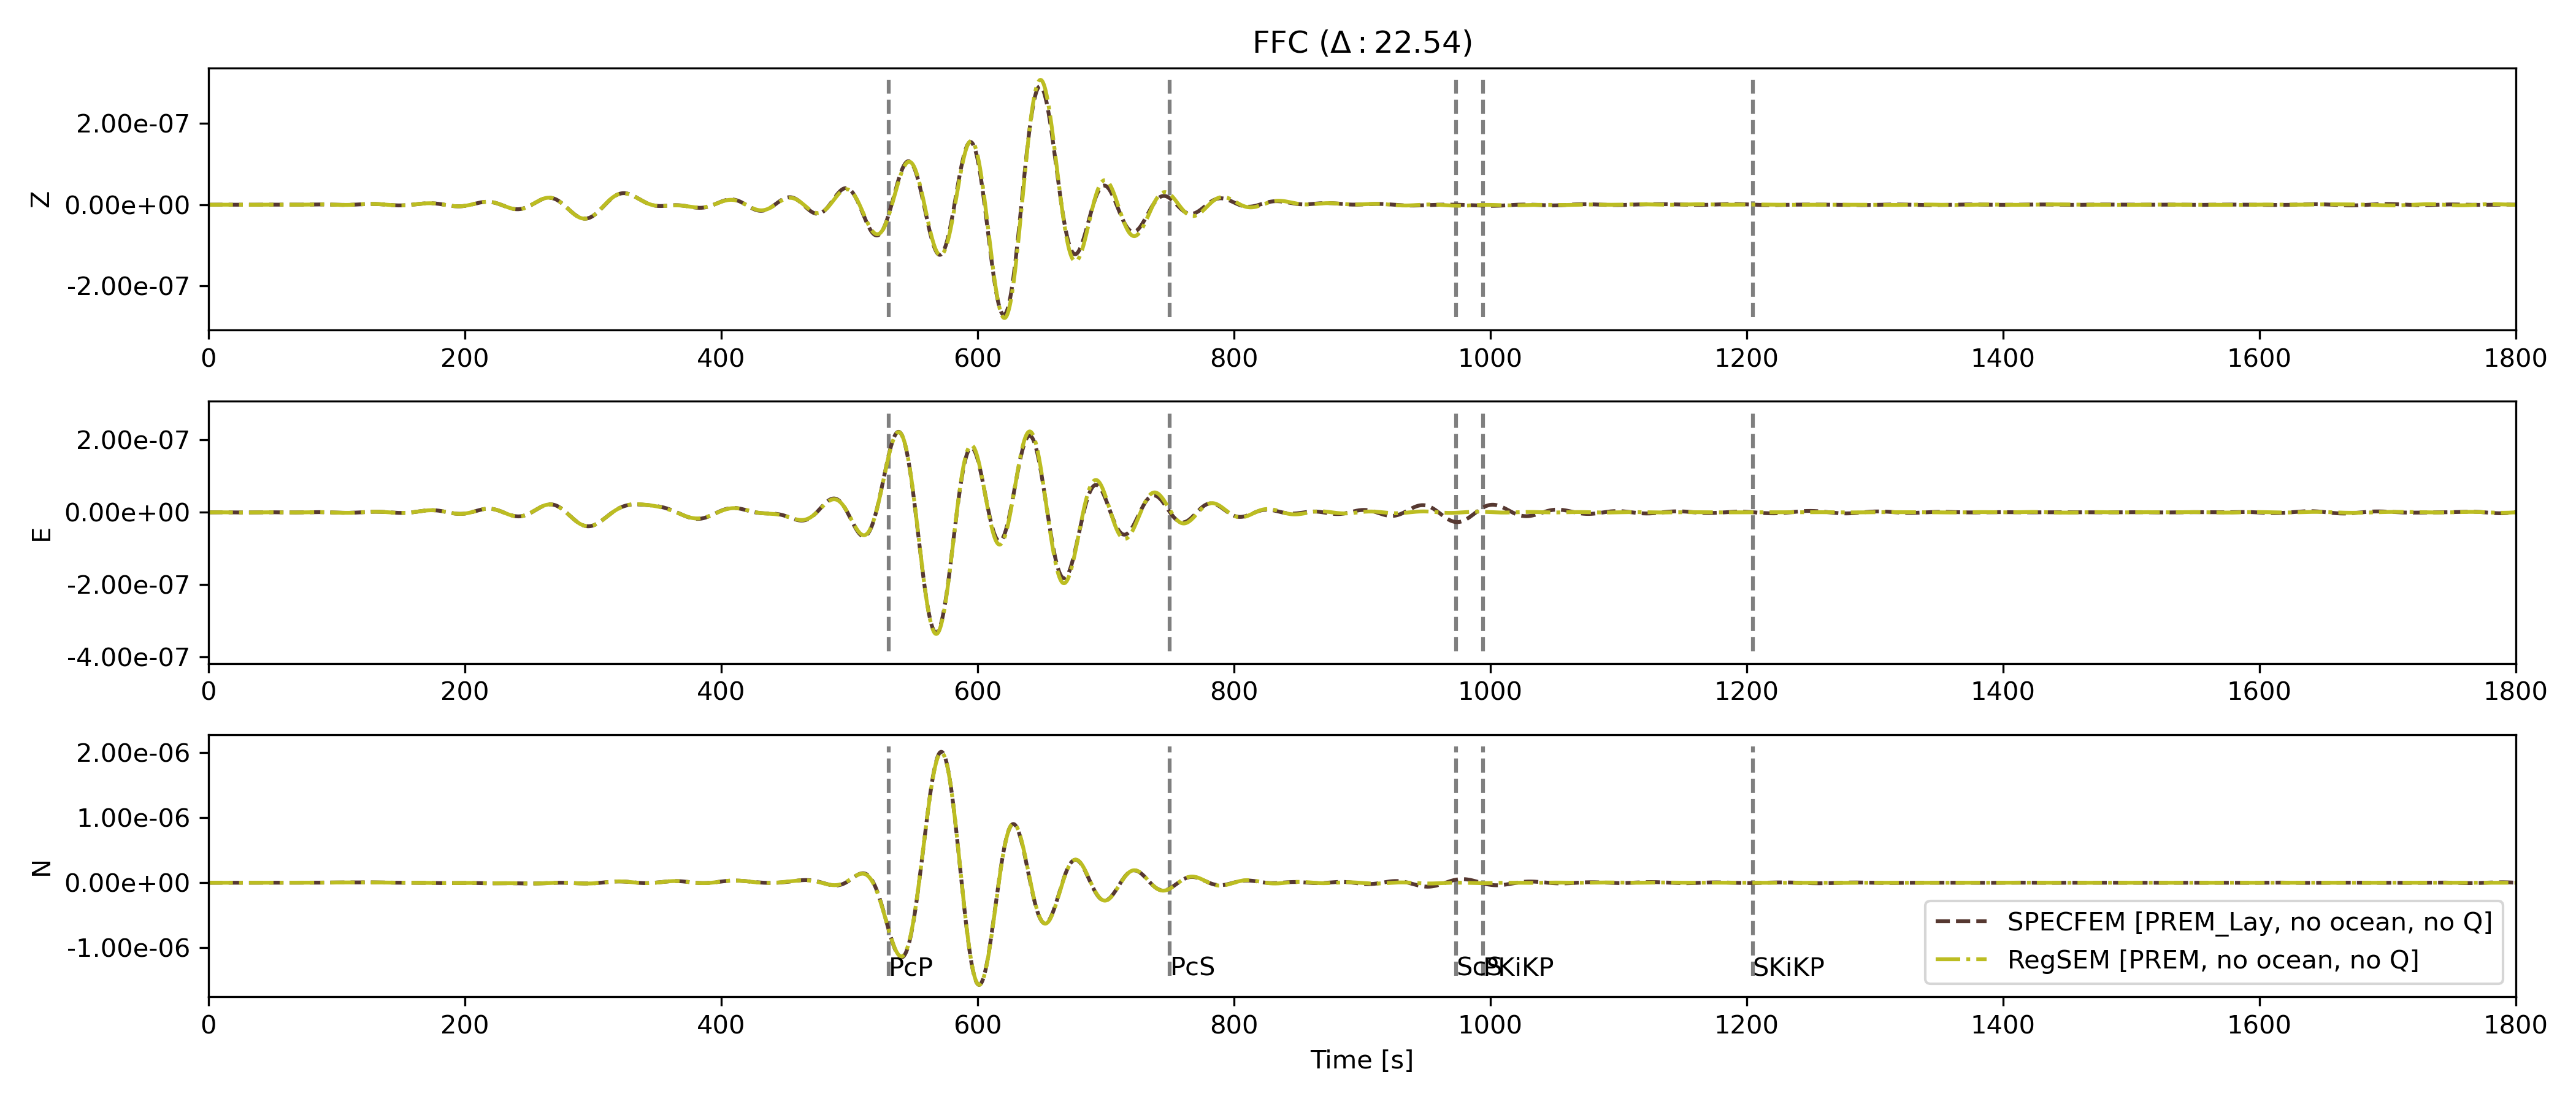 FFC (Δ : 22.54)
2.00e-07
0.00e+00
-2.00e-07
Z
0 200 400 600 800 1000 1200 1400 1600 1800
2.00e-07
0.00e+00
-2.00e-07
-4.00e-07
E
0 200 400 600 800 1000 1200 1400 1600 1800
2.00e-06
1.00e-06
0.00e+00
-1.00e-06
N
PcP PcS ScS PKiKP SKiKP
SPECFEM [PREM_Lay, no ocean, no Q]
RegSEM [PREM, no ocean, no Q]
0 200 400 600 800 1000 1200 1400 1600 1800
Time [s]